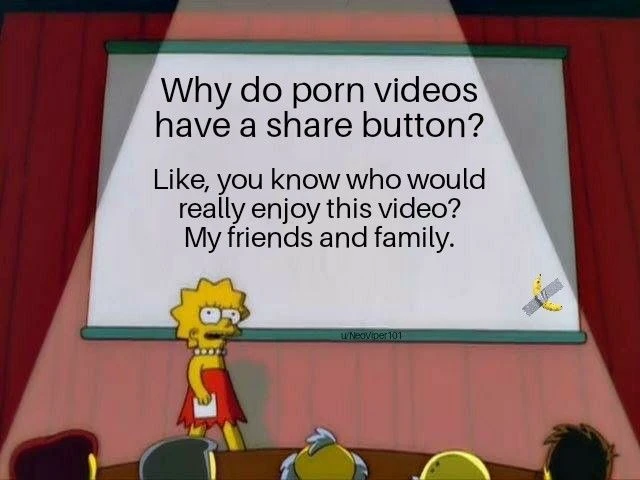 Why do porn videos
have a share button?
Like, you know who would
really enjoy this video?
My friends and family.
u/NeoViper101